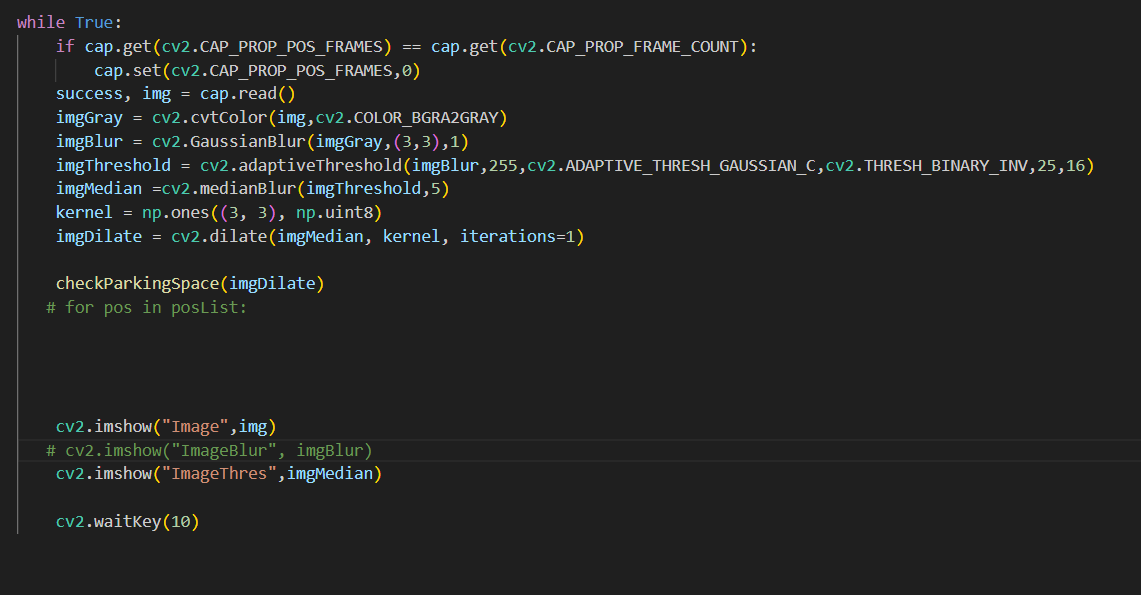 while True:
    if cap.get(cv2.CAP_PROP_POS_FRAMES) == cap.get(cv2.CAP_PROP_FRAME_COUNT):
        cap.set(cv2.CAP_PROP_POS_FRAMES,0)
    success, img = cap.read()
    imgGray = cv2.cvtColor(img,cv2.COLOR_BGRA2GRAY)
    imgBlur = cv2.GaussianBlur(imgGray,(3,3),1)
    imgThreshold = cv2.adaptiveThreshold(imgBlur,255,cv2.ADAPTIVE_THRESH_GAUSSIAN_C,cv2.THRESH_BINARY_INV,25,16)
    imgMedian =cv2.medianBlur(imgThreshold,5)
    kernel = np.ones((3, 3), np.uint8)
    imgDilate = cv2.dilate(imgMedian, kernel, iterations=1)
    checkParkingSpace(imgDilate)
   # for pos in posList:
    cv2.imshow("Image",img)
   # cv2.imshow("ImageBlur", imgBlur)
    cv2.imshow("ImageThres",imgMedian)
    cv2.waitKey(10)